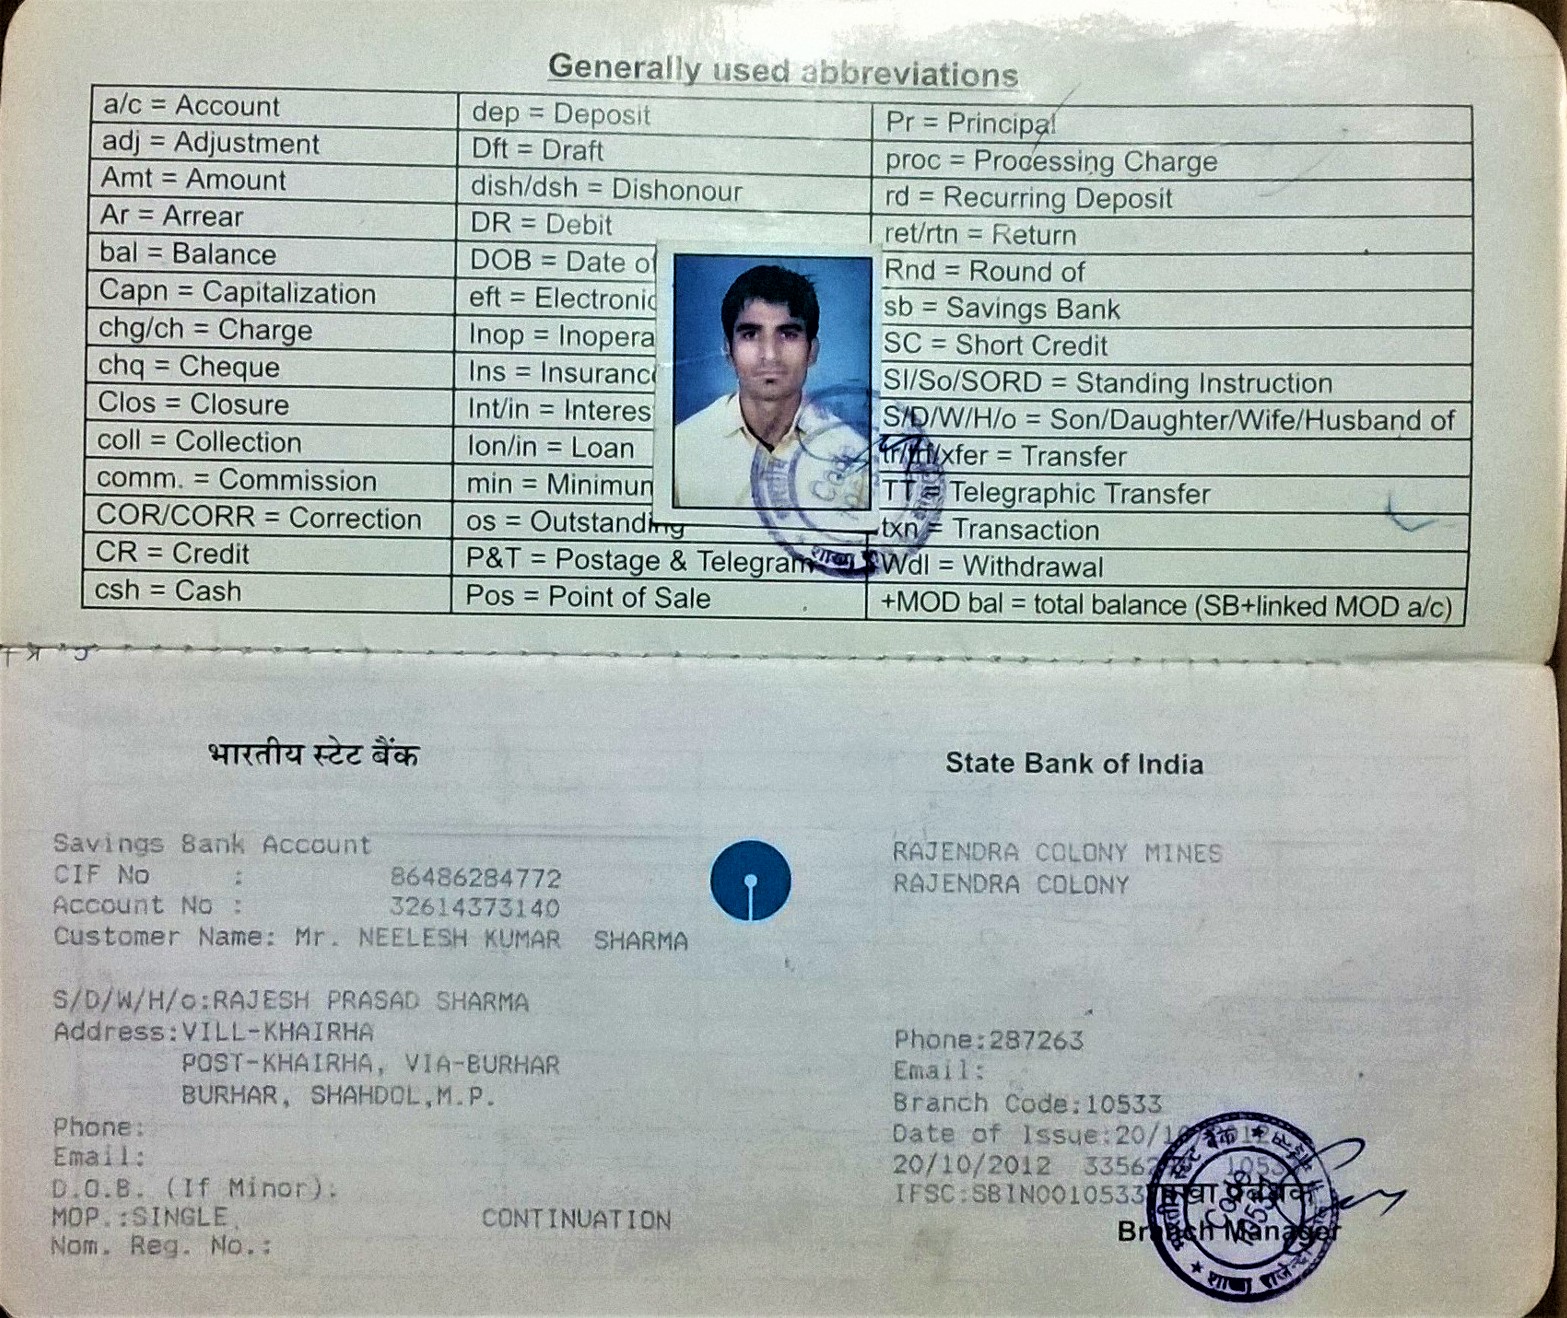 Generally used abbreviations
a/c = Account dep = Deposit Pr = Principal
adj = Adjustment Dft = Draft proc = Processing Charge
Amt = Amount dish/dsh = Dishonour rd = Recurring Deposit
Ar = Arrear DR = Debit ret/rtn = Return
bal = Balance DOB = Date of Rnd = Round of
Capn = Capitalization eft = Electronic sb = Savings Bank
chg/ch = Charge Inop = Inopera SC = Short Credit
chq = Cheque Ins = Insuranc SI/So/SORD = Standing Instruction
Clos = Closure Int/in = Interes S/D/W/H/o = Son/Daughter/Wife/Husband of
coll = Collection lon/in = Loan tr/trf/xfer = Transfer
comm. = Commission min = Minimum TT = Telegraphic Transfer
COR/CORR = Correction os = Outstanding txn = Transaction
CR = Credit P&T = Postage & Telegram Wdl = Withdrawal
csh = Cash Pos = Point of Sale +MOD bal = total balance (SB+linked MOD a/c)
भारतीय स्टेट बैंक State Bank of India
Savings Bank Account
CIF No : 86486284772
Account No : 32614373140
Customer Name: Mr. NEELESH KUMAR SHARMA
S/D/W/H/o:RAJESH PRASAD SHARMA
Address:VILL-KHAIRHA
POST-KHAIRHA, VIA-BURHAR
BURHAR, SHAHDOL,M.P.
Phone:
Email:
D.O.B. (If Minor):
MOP.:SINGLE CONTINUATION
Nom. Reg. No.:
RAJENDRA COLONY MINES
RAJENDRA COLONY
Phone:287263
Email:
Branch Code:10533
Date of Issue:20/10/2012
20/10/2012
IFSC:SBIN0010533
शाखा प्रबंधक
Branch Manager
Code
10533